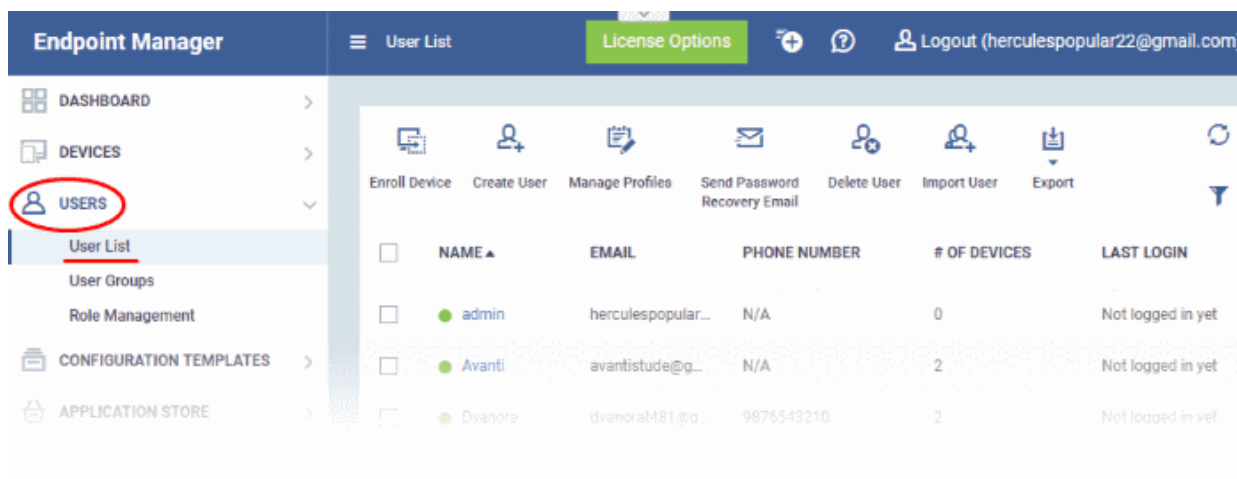 Endpoint Manager
User List
License Options
Logout (herculespopular22@gmail.com)
DASHBOARD
DEVICES
USERS
User List
User Groups
Role Management
CONFIGURATION TEMPLATES
APPLICATION STORE
Enroll Device
Create User
Manage Profiles
Send Password
Recovery Email
Delete User
Import User
Export
NAME EMAIL PHONE NUMBER # OF DEVICES LAST LOGIN
admin herculespopular... N/A 0 Not logged in yet
Avanti avantistude@g... N/A 2 Not logged in yet
Dyanora dyanorat481@g... 9876543210 2 Not logged in yet